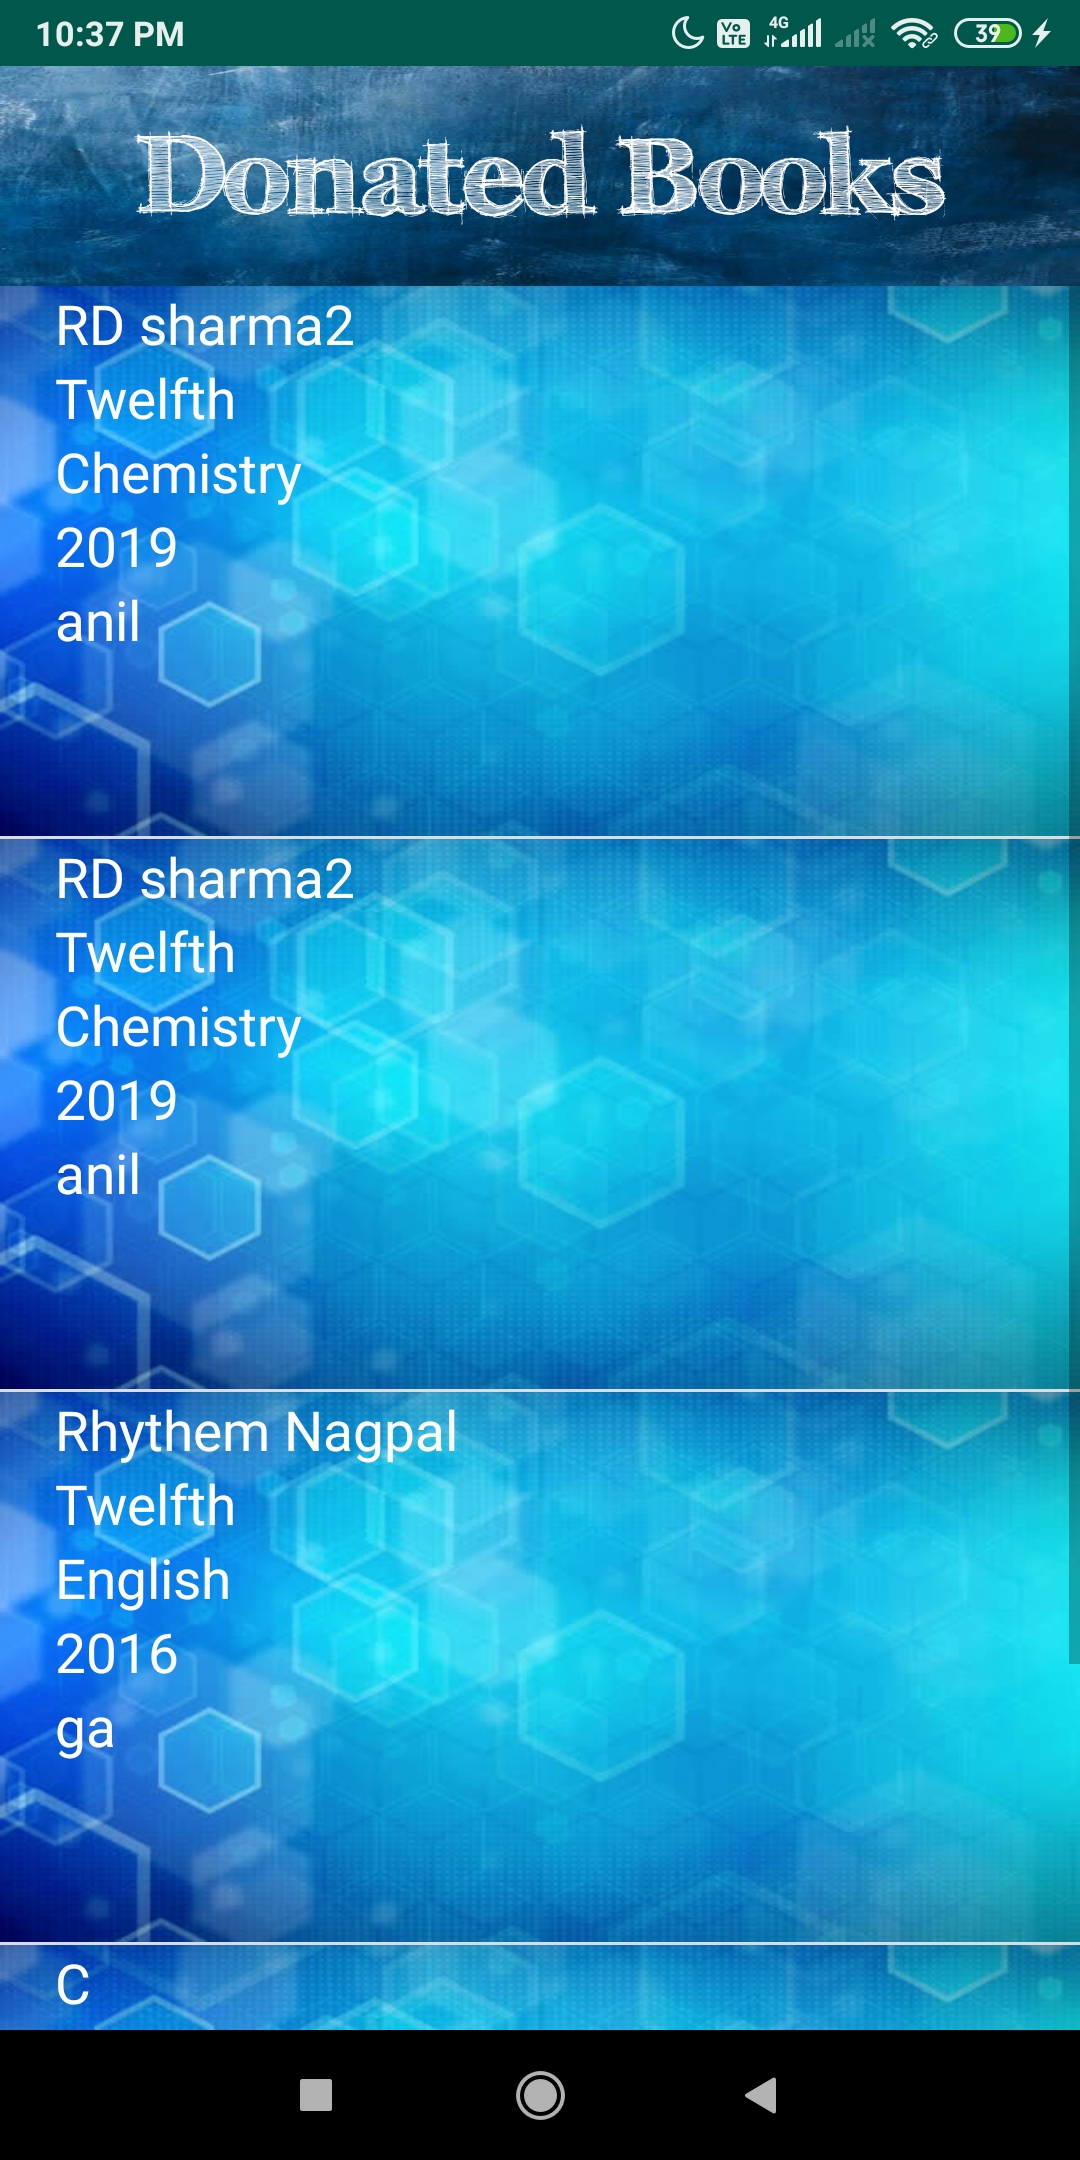 10:37 PM
Vo LTE
4G
39
Donated Books
RD sharma2
Twelfth
Chemistry
2019
anil
RD sharma2
Twelfth
Chemistry
2019
anil
Rhythem Nagpal
Twelfth
English
2016
ga
C